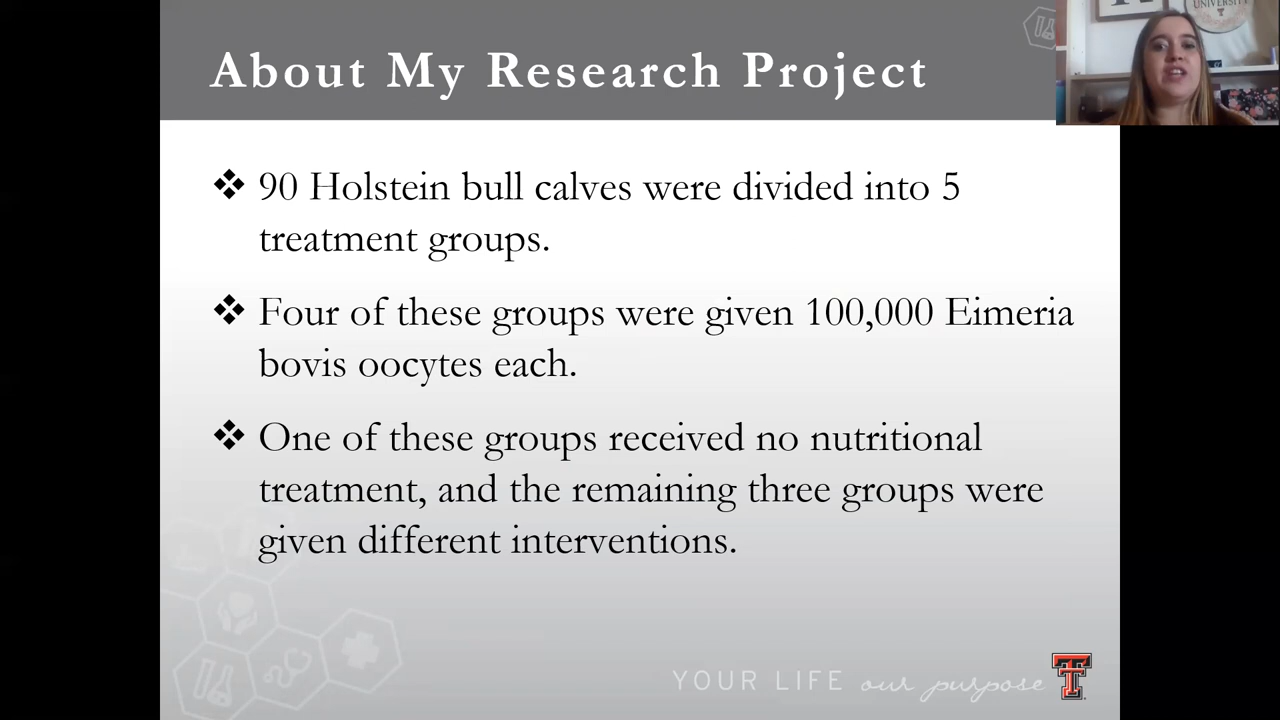 About My Research Project
UNIVERSITY
❖ 90 Holstein bull calves were divided into 5
treatment groups.
❖ Four of these groups were given 100,000 Eimeria
bovis oocytes each.
❖ One of these groups received no nutritional
treatment, and the remaining three groups were
given different interventions.
YOUR LIFE our purpose